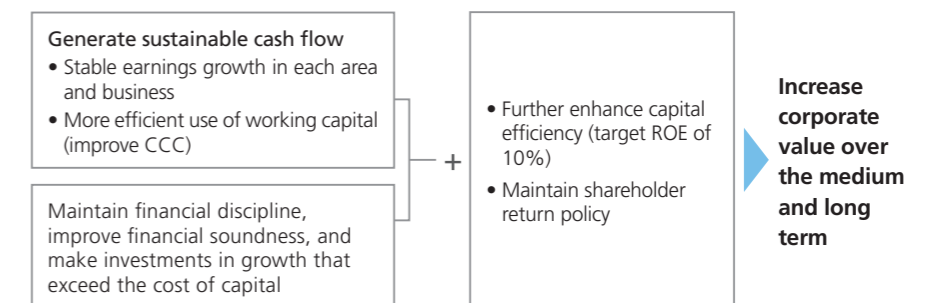 Generate sustainable cash flow
• Stable earnings growth in each area
and business
• More efficient use of working capital
(improve CCC)
Maintain financial discipline,
improve financial soundness, and
make investments in growth that
exceed the cost of capital
+
• Further enhance capital
efficiency (target ROE of
10%)
• Maintain shareholder
return policy
Increase
corporate
value over
the medium
and long
term